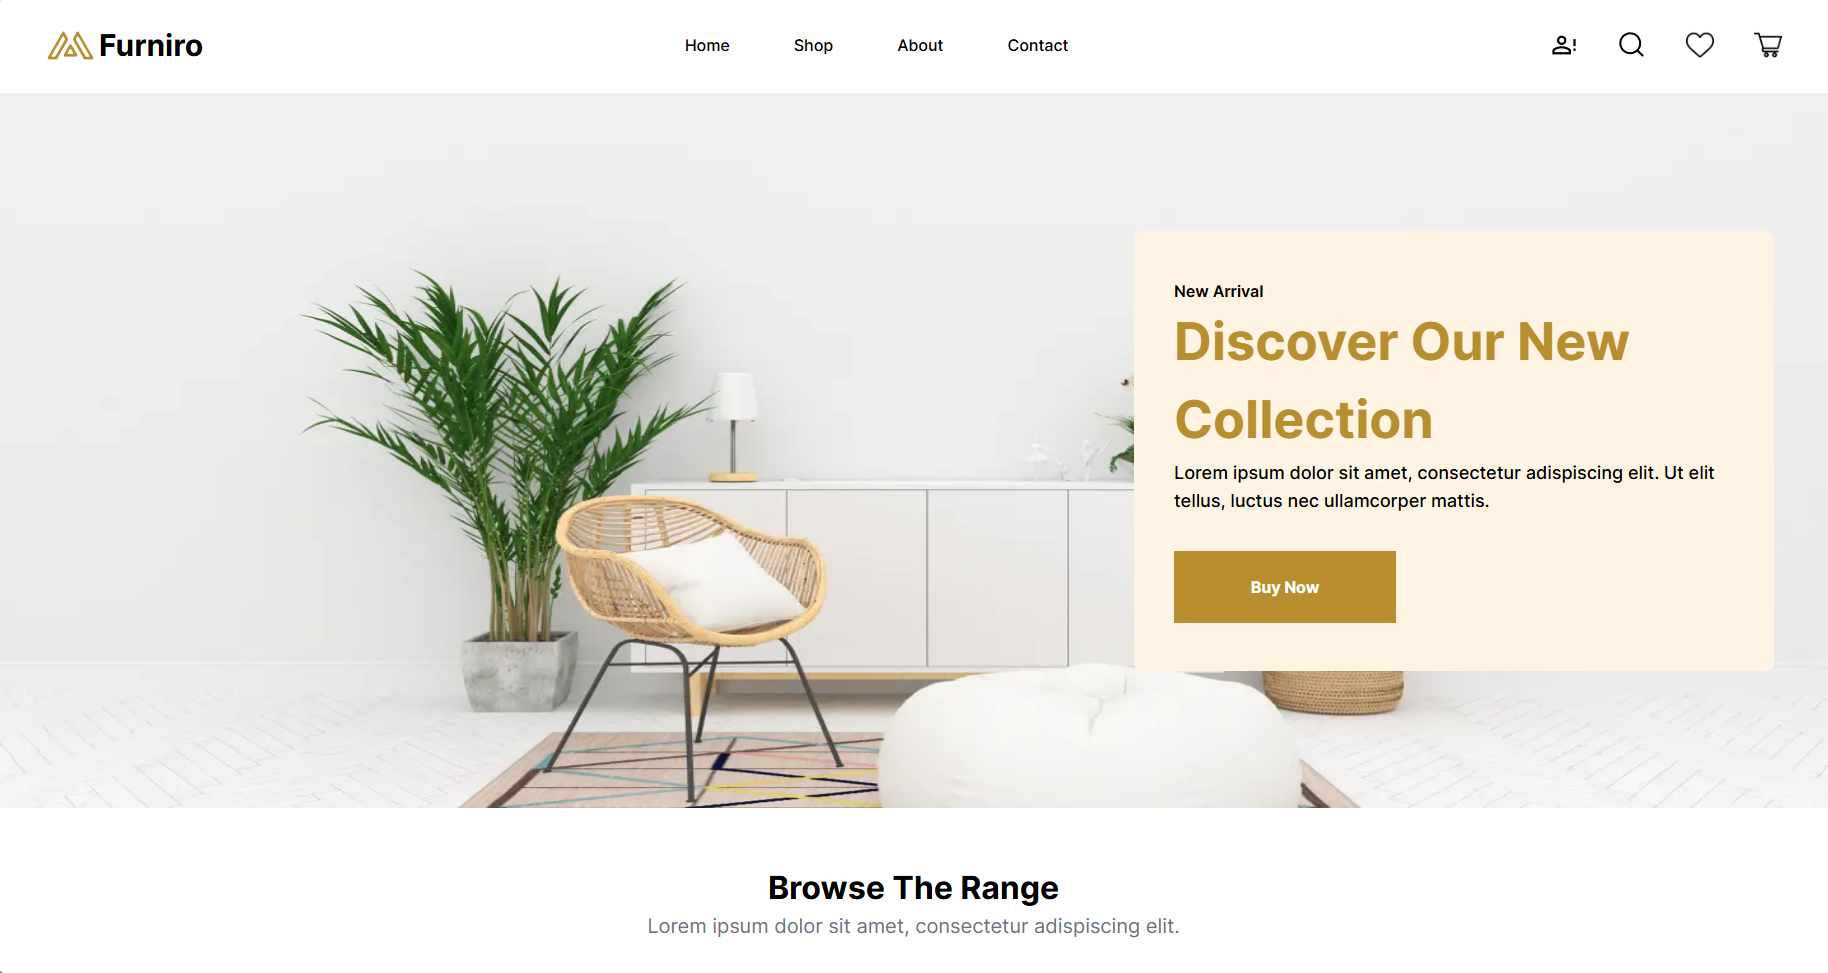 Furniro
Home
Shop
About
Contact
New Arrival
Discover Our New
Collection
Lorem ipsum dolor sit amet, consectetur adispiscing elit. Ut elit
tellus, luctus nec ullamcorper mattis.
Buy Now
Browse The Range
Lorem ipsum dolor sit amet, consectetur adispiscing elit.